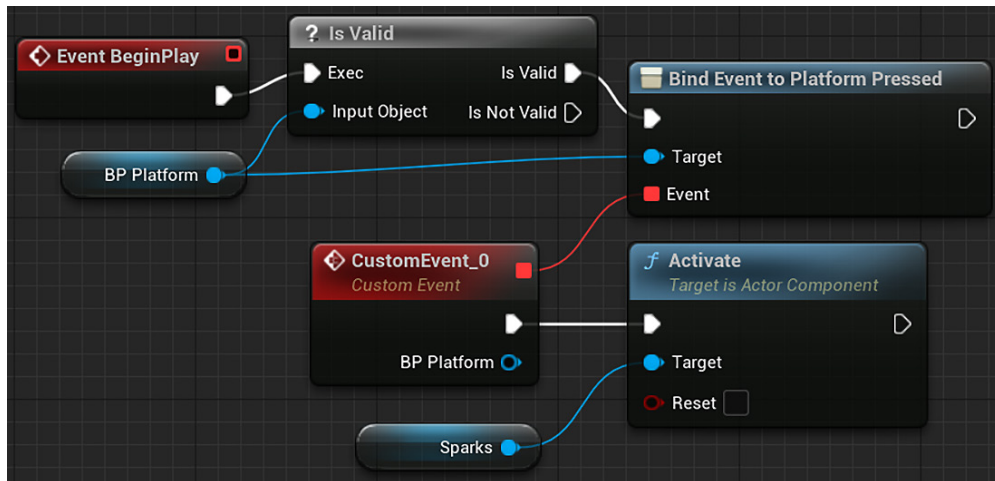 Event BeginPlay
? Is Valid
Exec
Is Valid
Input Object
Is Not Valid
BP Platform
Bind Event to Platform Pressed
Target
Event
CustomEvent_0
Custom Event
BP Platform
f Activate
Target is Actor Component
Target
Reset
Sparks